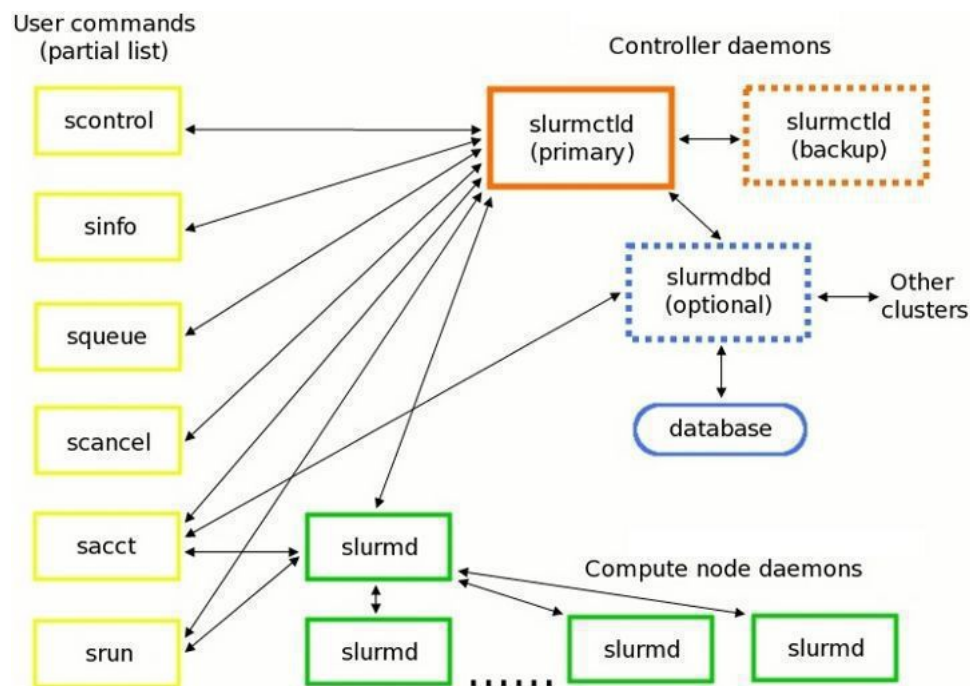 User commands
(partial list)
Controller daemons
scontrol
slurmctld
(primary)
slurmctld
(backup)
sinfo
slurmdbd
(optional)
Other
clusters
squeue
scancel
database
sacct
slurmd
Compute node daemons
srun
slurmd
slurmd
slurmd